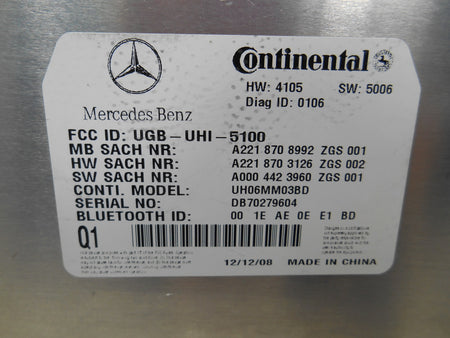 Continental
HW: 4105 SW: 5006
Diag ID: 0106
Mercedes Benz
FCC ID: UGB-UHI-5100
MB SACH NR: A221 870 8992 ZGS 001
HW SACH NR: A221 870 3126 ZGS 002
SW SACH NR: A000 442 3960 ZGS 001
CONTI. MODEL: UH06MM03BD
SERIAL NO: DB70279604
BLUETOOTH ID: 00 1E AE 0E E1 BD
Q1
12/12/08 MADE IN CHINA